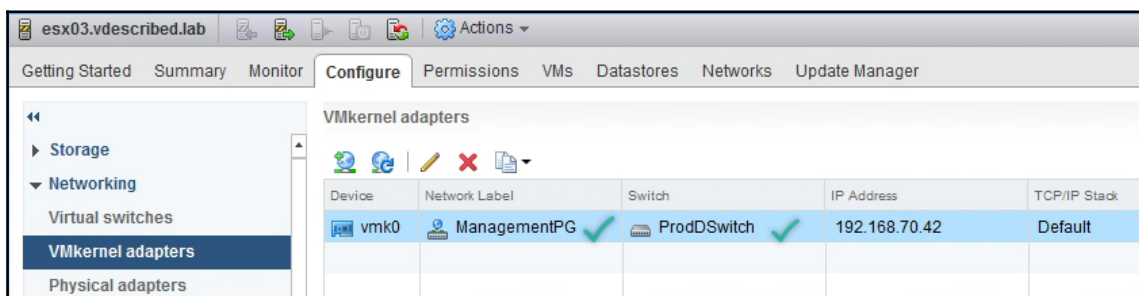 esx03.vdescribed.lab Actions
Getting Started Summary Monitor Configure Permissions VMs Datastores Networks Update Manager
Storage
Networking
Virtual switches
VMkernel adapters
Physical adapters
VMkernel adapters
Device Network Label Switch IP Address TCP/IP Stack
vmk0 ManagementPG ProdDSwitch 192.168.70.42 Default